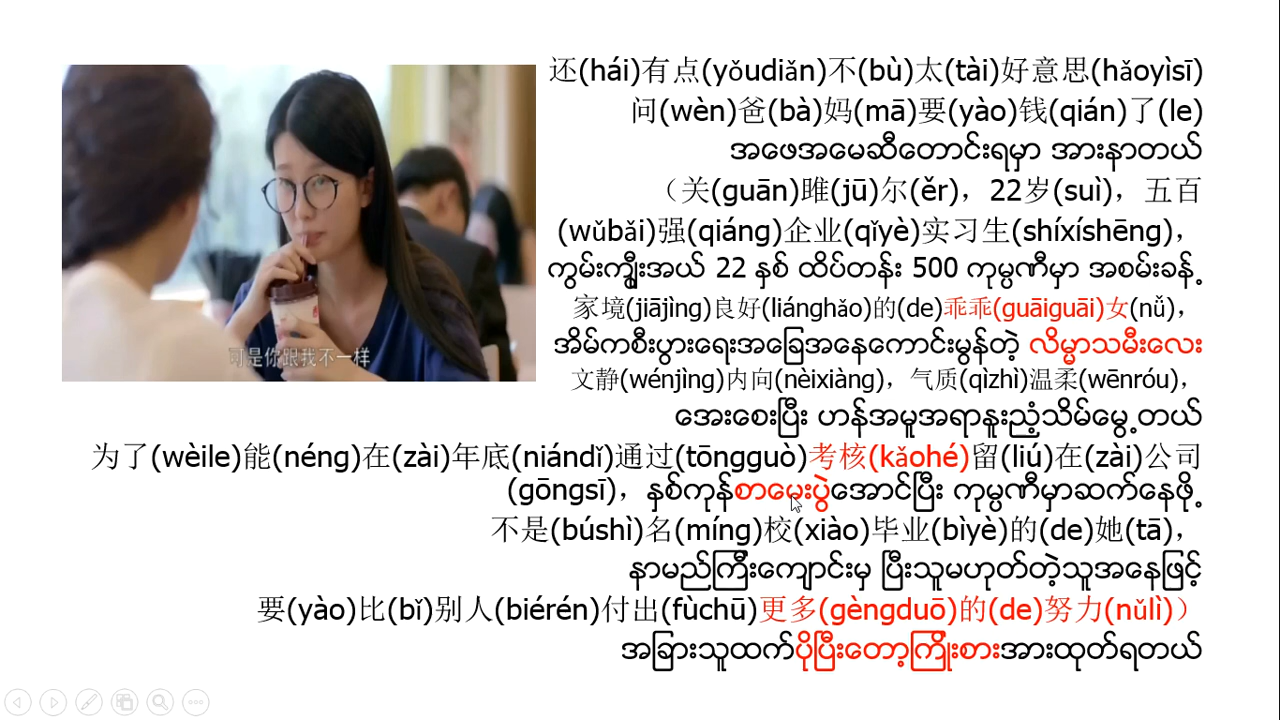 还(hái)有点(yǒudiǎn)不(bù)太(tài)好意思(hǎoyìsī)
问(wèn)爸(bà)妈(mā)要(yào)钱(qián)了(le)
အဖေအမေဆီတောင်းရမှာ အားနာတယ်
（关(guān)雎(jū)尔(ěr)，22岁(suì)，五百
(wǔbǎi)强(qiáng)企业(qǐyè)实习生(shíxíshēng)，
ကွမ်းကျွီးအယ် 22 နှစ် ထိပ်တန်း 500 ကုမ္ပဏီမှာ အစမ်းခန့်
家境(jiājìng)良好(liánghǎo)的(de)乖乖(guāiguāi)女(nǚ)，
အိမ်ကစီးပွားရေးအခြေအနေကောင်းမွန်တဲ့ လိမ္မာသမီးလေး
文静(wénjìng)内向(nèixiàng)，气质(qìzhì)温柔(wēnróu)，
အေးစေးပြီး ဟန်အမူအရာနူးညံ့သိမ်မွေ့တယ်
为了(wèile)能(néng)在(zài)年底(niándǐ)通过(tōngguò)考核(kǎohé)留(liú)在(zài)公司
(gōngsī)，နှစ်ကုန်စာမေးပွဲအောင်ပြီး ကုမ္ပဏီမှာဆက်နေဖို့
不是(búshì)名(míng)校(xiào)毕业(bìyè)的(de)她(tā)，
နာမည်ကြီးကျောင်းမှ ပြီးသူမဟုတ်တဲ့သူအနေဖြင့်
要(yào)比(bǐ)别人(biérén)付出(fùchū)更多(gèngduō)的(de)努力(nǔlì)）
အခြားသူထက်ပိုပြီးတော့ကြိုးစားအားထုတ်ရတယ်
可是你跟我不一样